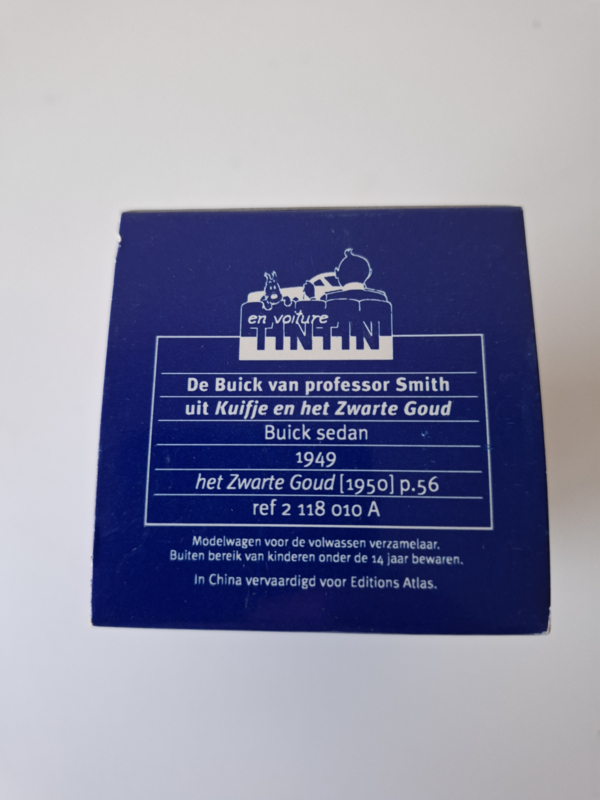 en voiture
TINTIN
De Buick van professor Smith
uit Kuifje en het Zwarte Goud
Buick sedan
1949
het Zwarte Goud [1950] p.56
ref 2 118 010 A
Modelwagen voor de volwassen verzamelaar.
Buiten bereik van kinderen onder de 14 jaar bewaren.
In China vervaardigd voor Editions Atlas.